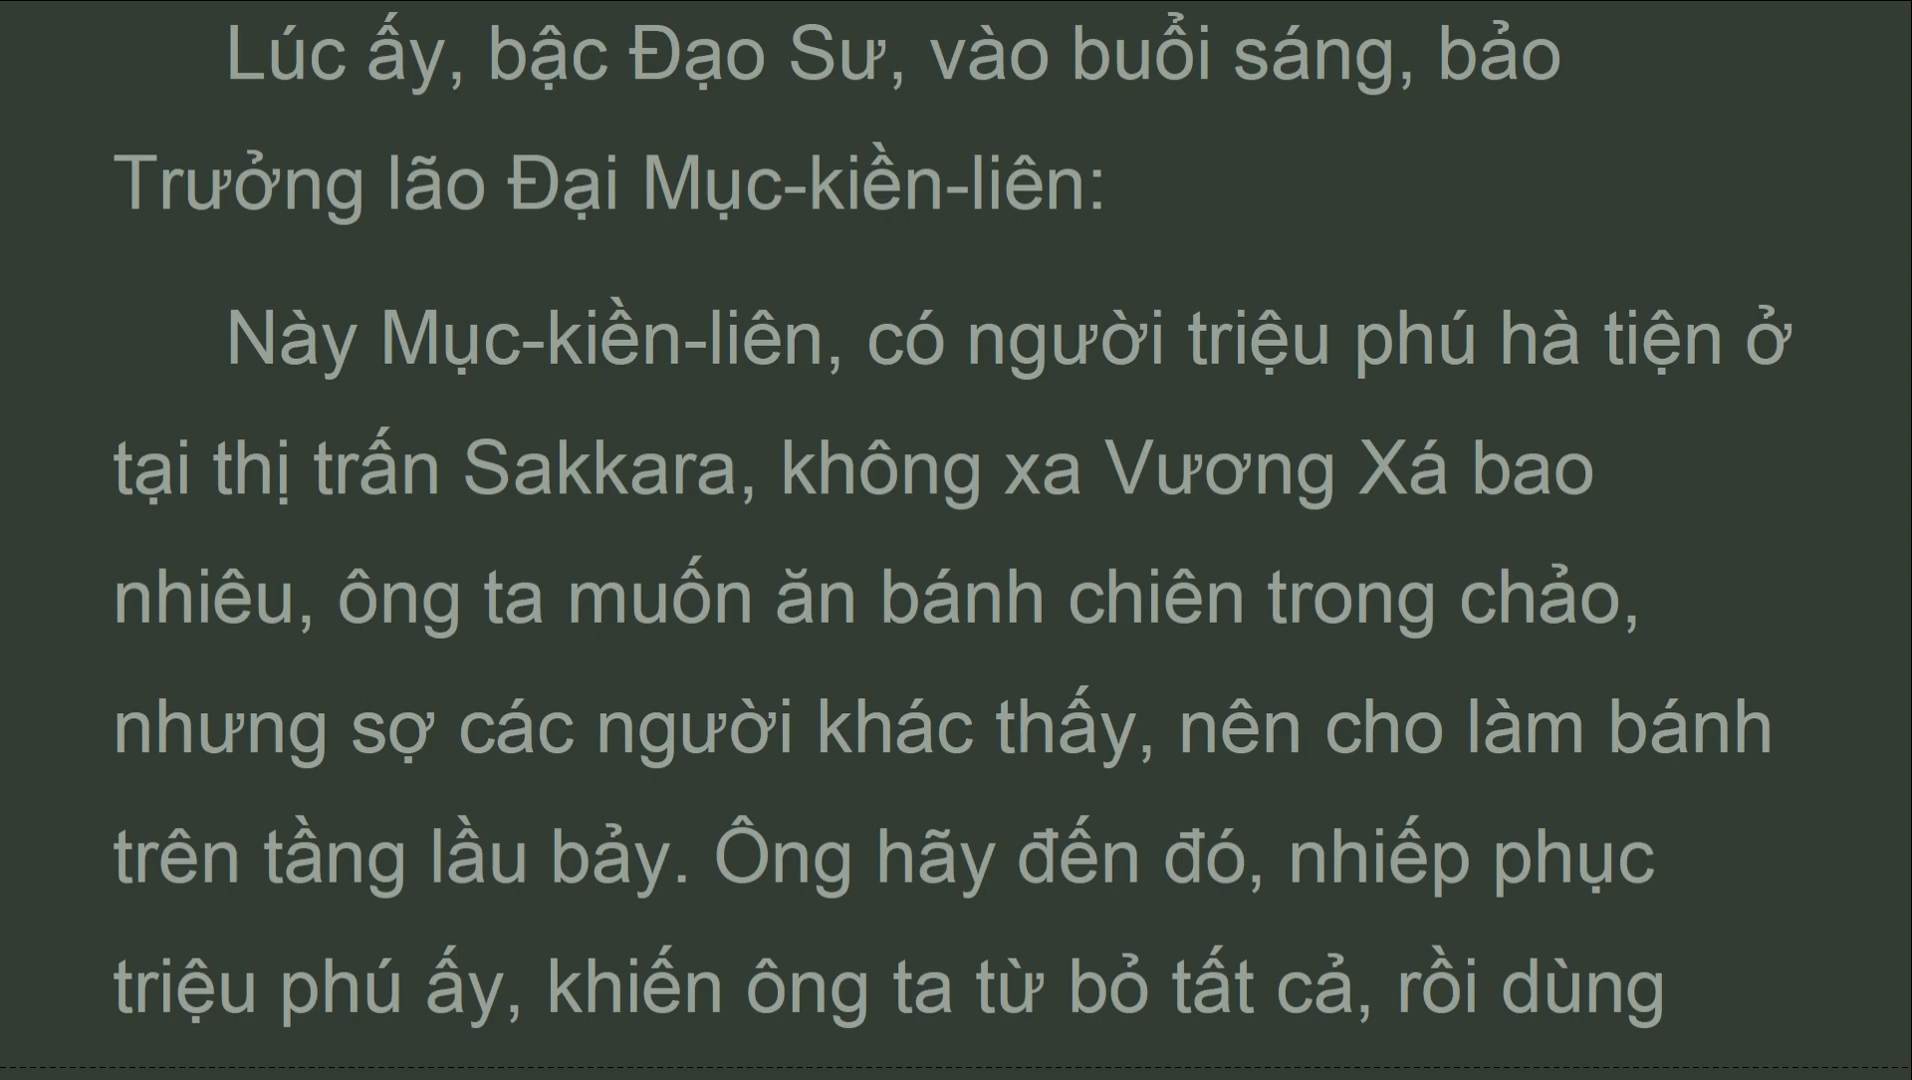 Lúc ấy, bậc Đạo Sư, vào buổi sáng, bảo
Trưởng lão Đại Mục-kiền-liên:
Này Mục-kiền-liên, có người triệu phú hà tiện ở
tại thị trấn Sakkara, không xa Vương Xá bao
nhiêu, ông ta muốn ăn bánh chiên trong chảo,
nhưng sợ các người khác thấy, nên cho làm bánh
trên tầng lầu bảy. Ông hãy đến đó, nhiếp phục
triệu phú ấy, khiến ông ta từ bỏ tất cả, rồi dùng